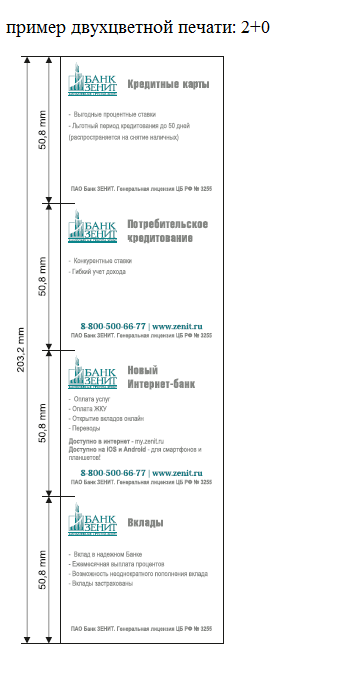 пример двухцветной печати: 2+0
БАНК
ЗЕНИТ
Кредитные карты
- Выгодные процентные ставки
- Льготный период кредитования до 50 дней
(распространяется на снятие наличных)
ПАО Банк ЗЕНИТ. Генеральная лицензия ЦБ РФ № 3255
50,8 mm
БАНК
ЗЕНИТ
Потребительское
кредитование
- Конкурентные ставки
- Гибкий учет дохода
8-800-500-66-77 | www.zenit.ru
ПАО Банк ЗЕНИТ. Генеральная лицензия ЦБ РФ № 3255
50,8 mm
203,2 mm
БАНК
ЗЕНИТ
Новый
Интернет-банк
- Оплата услуг
- Оплата ЖКУ
- Открытие вкладов онлайн
- Переводы
Доступно в интернет - my.zenit.ru
Доступно на iOS и Android - для смартфонов и
планшетов!
8-800-500-66-77 | www.zenit.ru
ПАО Банк ЗЕНИТ. Генеральная лицензия ЦБ РФ № 3255
50,8 mm
БАНК
ЗЕНИТ
Вклады
- Вклад в надежном Банке
- Ежемесячная выплата процентов
- Возможность неоднократного пополнения вклада
- Вклады застрахованы
ПАО Банк ЗЕНИТ. Генеральная лицензия ЦБ РФ № 3255
50,8 mm